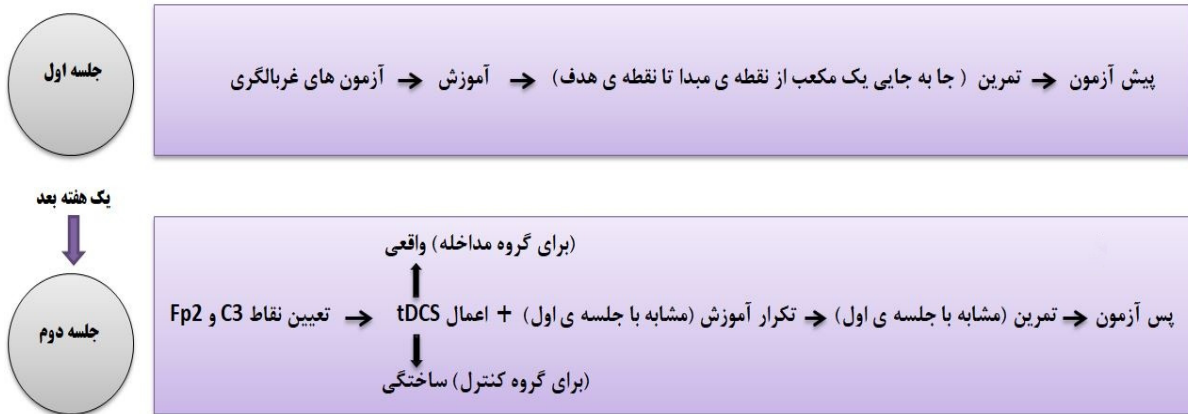 جلسه اول
پیش آزمون → تمرین ( جا به جایی یک مکعب از نقطه ی مبدا تا نقطه ی هدف) → آموزش → آزمون های غربالگری
یک هفته بعد
جلسه دوم
(برای گروه مداخله) واقعی
پس آزمون → تمرین (مشابه با جلسه ی اول) → تکرار آموزش (مشابه با جلسه ی اول) + اعمال tDCS → تعیین نقاط C3 و Fp2
(برای گروه کنترل) ساختگی